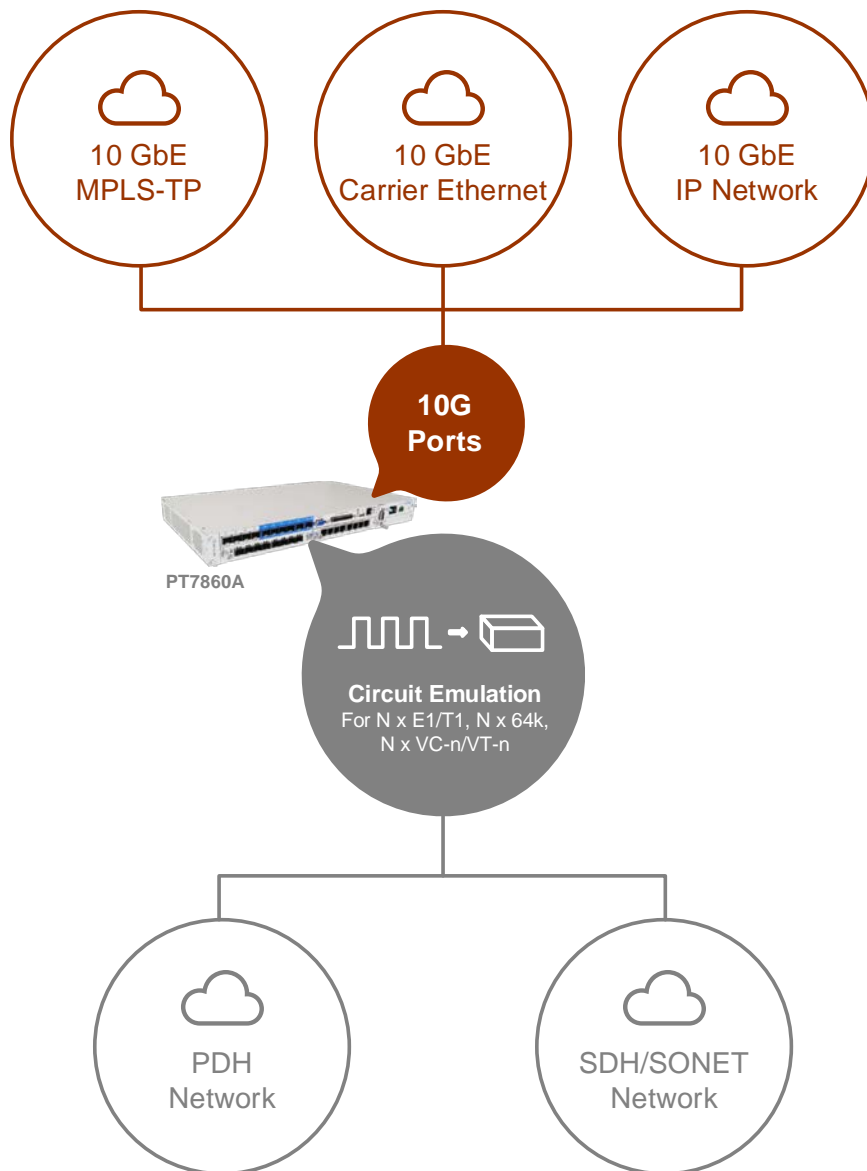 10 GbE
MPLS-TP
10 GbE
Carrier Ethernet
10 GbE
IP Network
10G
Ports
PT7860A
Circuit Emulation
For N x E1/T1, N x 64k,
N x VC-n/VT-n
PDH
Network
SDH/SONET
Network